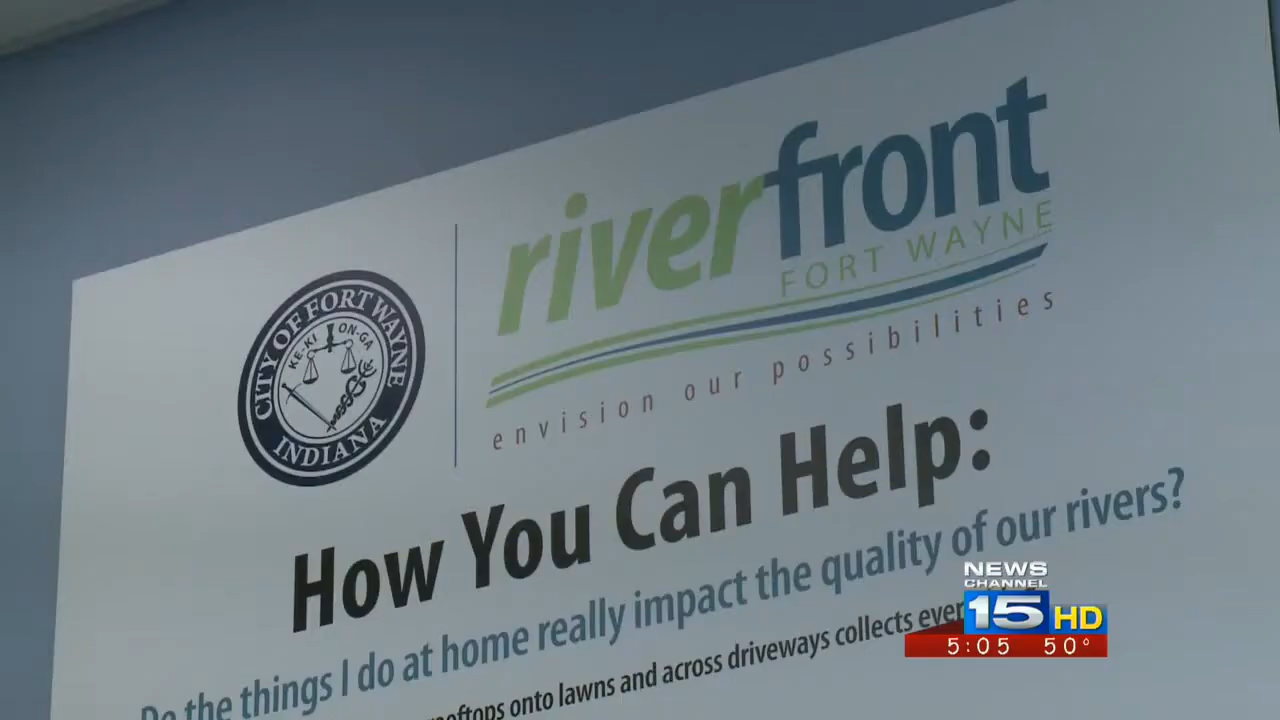 riverfront
FORT WAYNE
envision our possibilities
CITY OF FORT WAYNE
KE-KI ON-GA
INDIANA
How You Can Help:
Do the things I do at home really impact the quality of our rivers?
onto lawns and across driveways collects
NEWS
CHANNEL
15 HD
5:05 50°